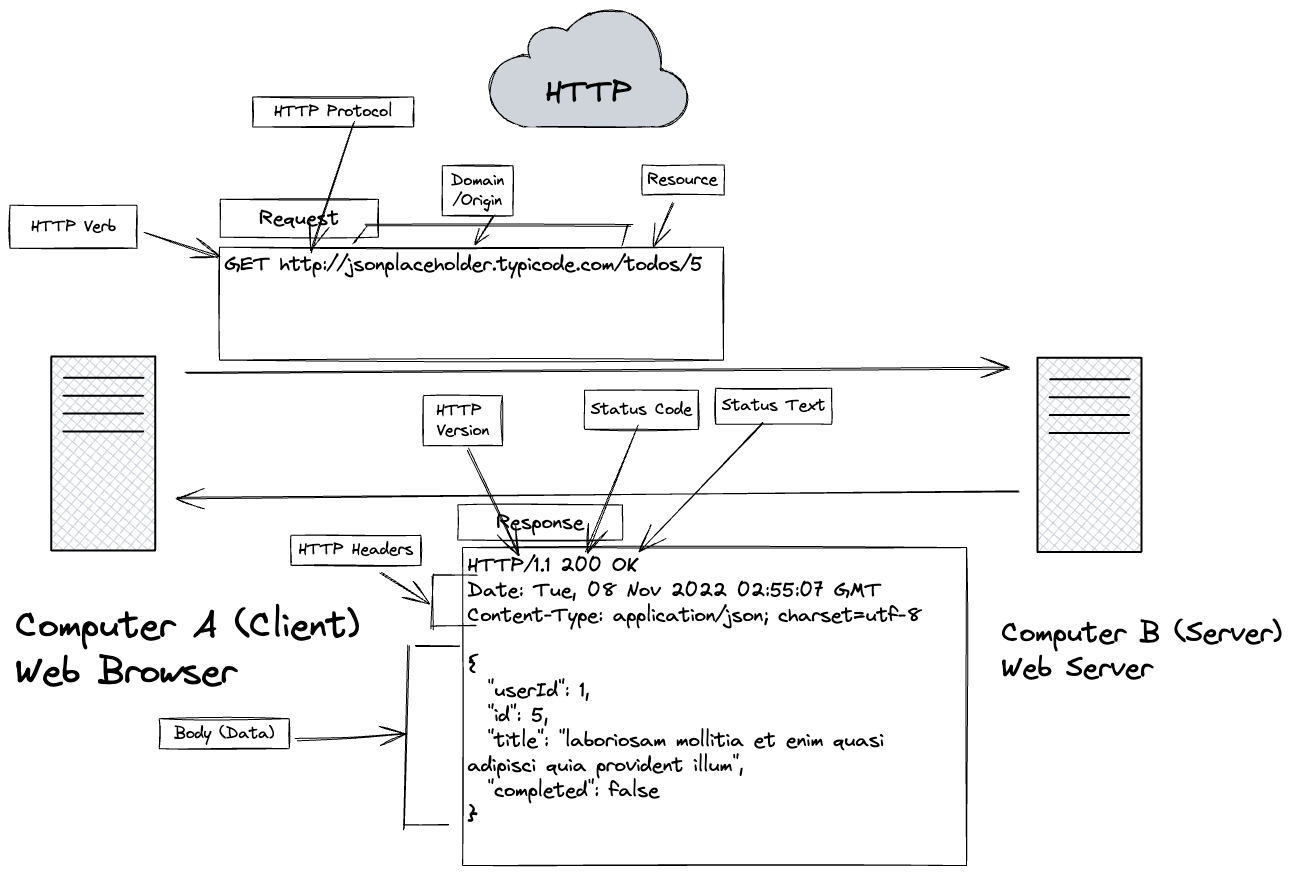 HTTP
HTTP Protocol
Domain
/Origin
Resource
Request
HTTP Verb
GET http://jsonplaceholder.typicode.com/todos/5
HTTP
Version
Status Code
Status Text
Response
HTTP Headers
HTTP/1.1 200 OK
Date: Tue, 08 Nov 2022 02:55:07 GMT
Content-Type: application/json; charset=utf-8
Computer A (Client)
Web Browser
Computer B (Server)
Web Server
Body (Data)
{
"userId": 1,
"id": 5,
"title": "laboriosam mollitia et enim quasi
adipisci quia provident illum",
"completed": false
}